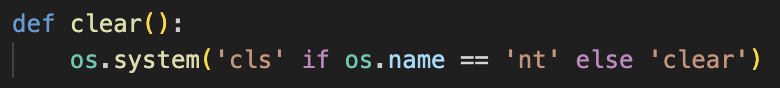 def clear():
    os.system('cls' if os.name == 'nt' else 'clear')